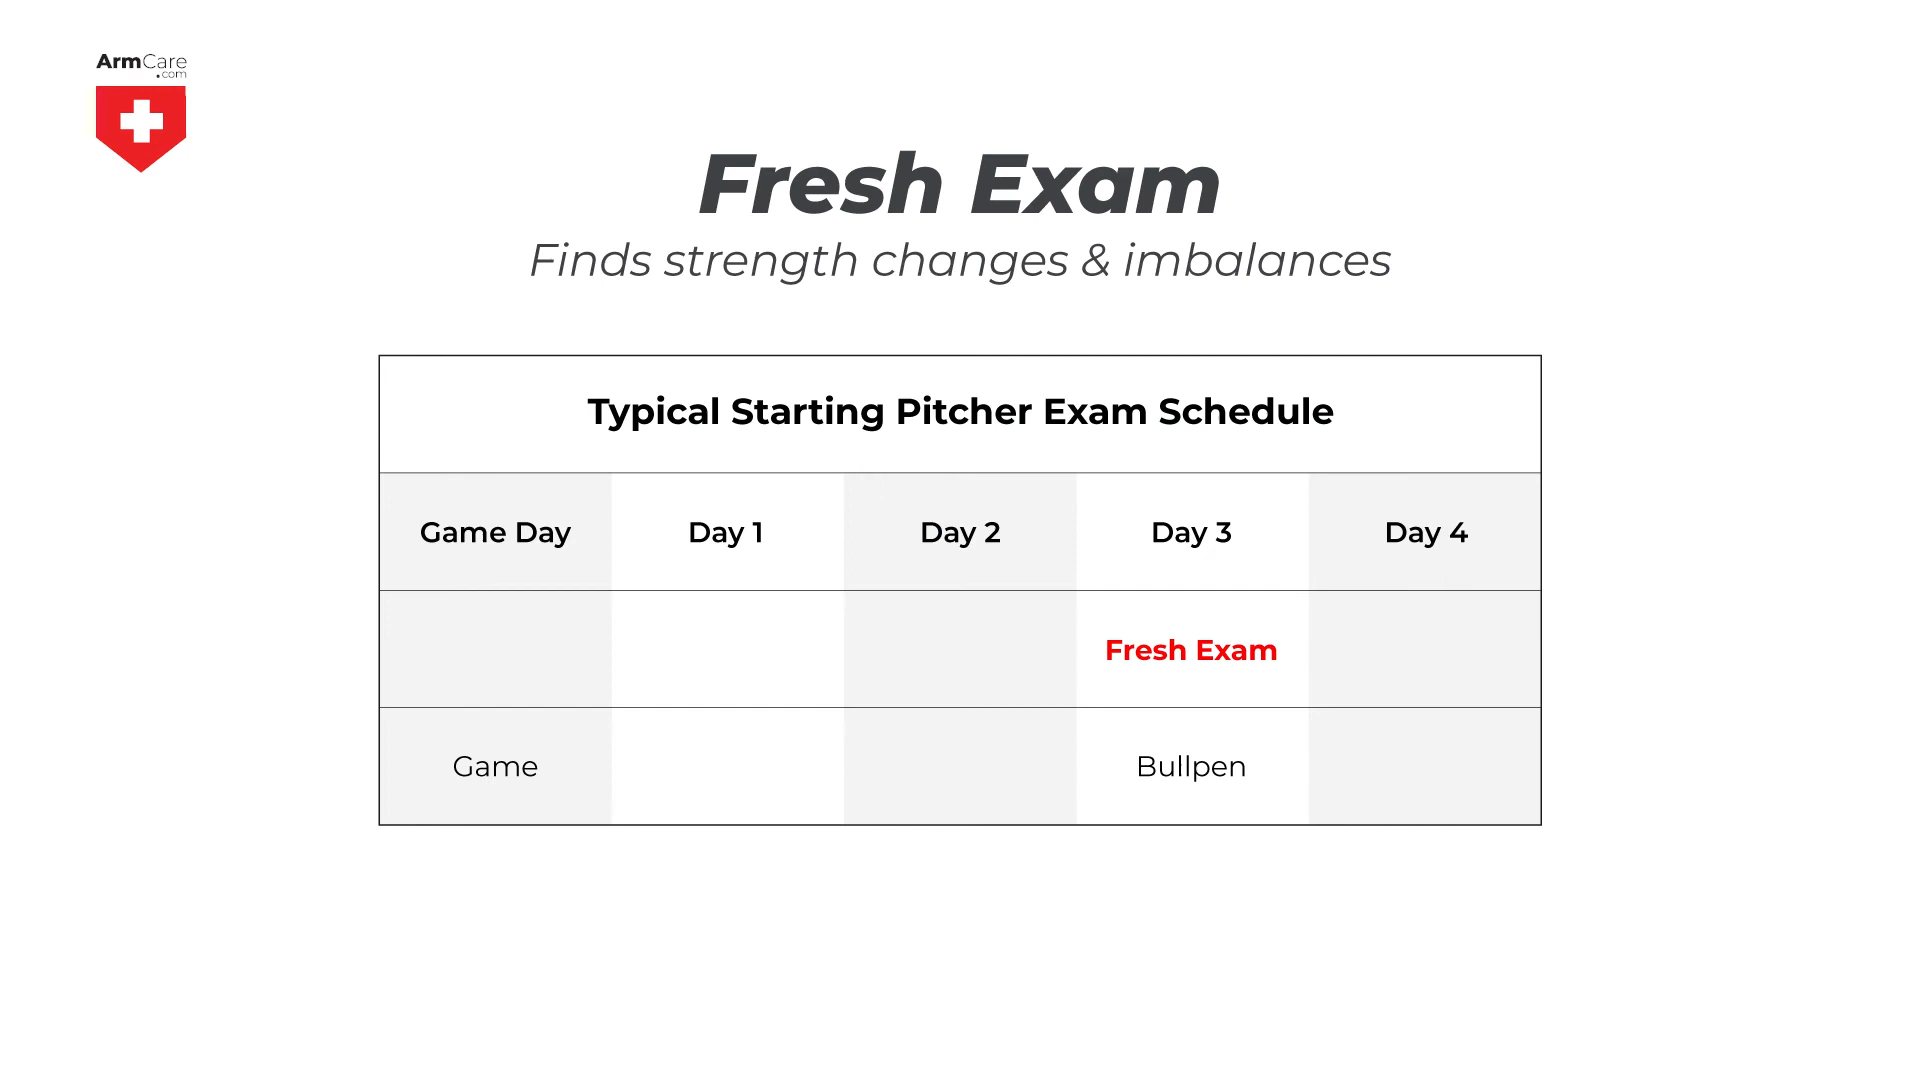 ArmCare
.com
Fresh Exam
Finds strength changes & imbalances
Typical Starting Pitcher Exam Schedule
Game Day Day 1 Day 2 Day 3 Day 4
Fresh Exam
Game Bullpen